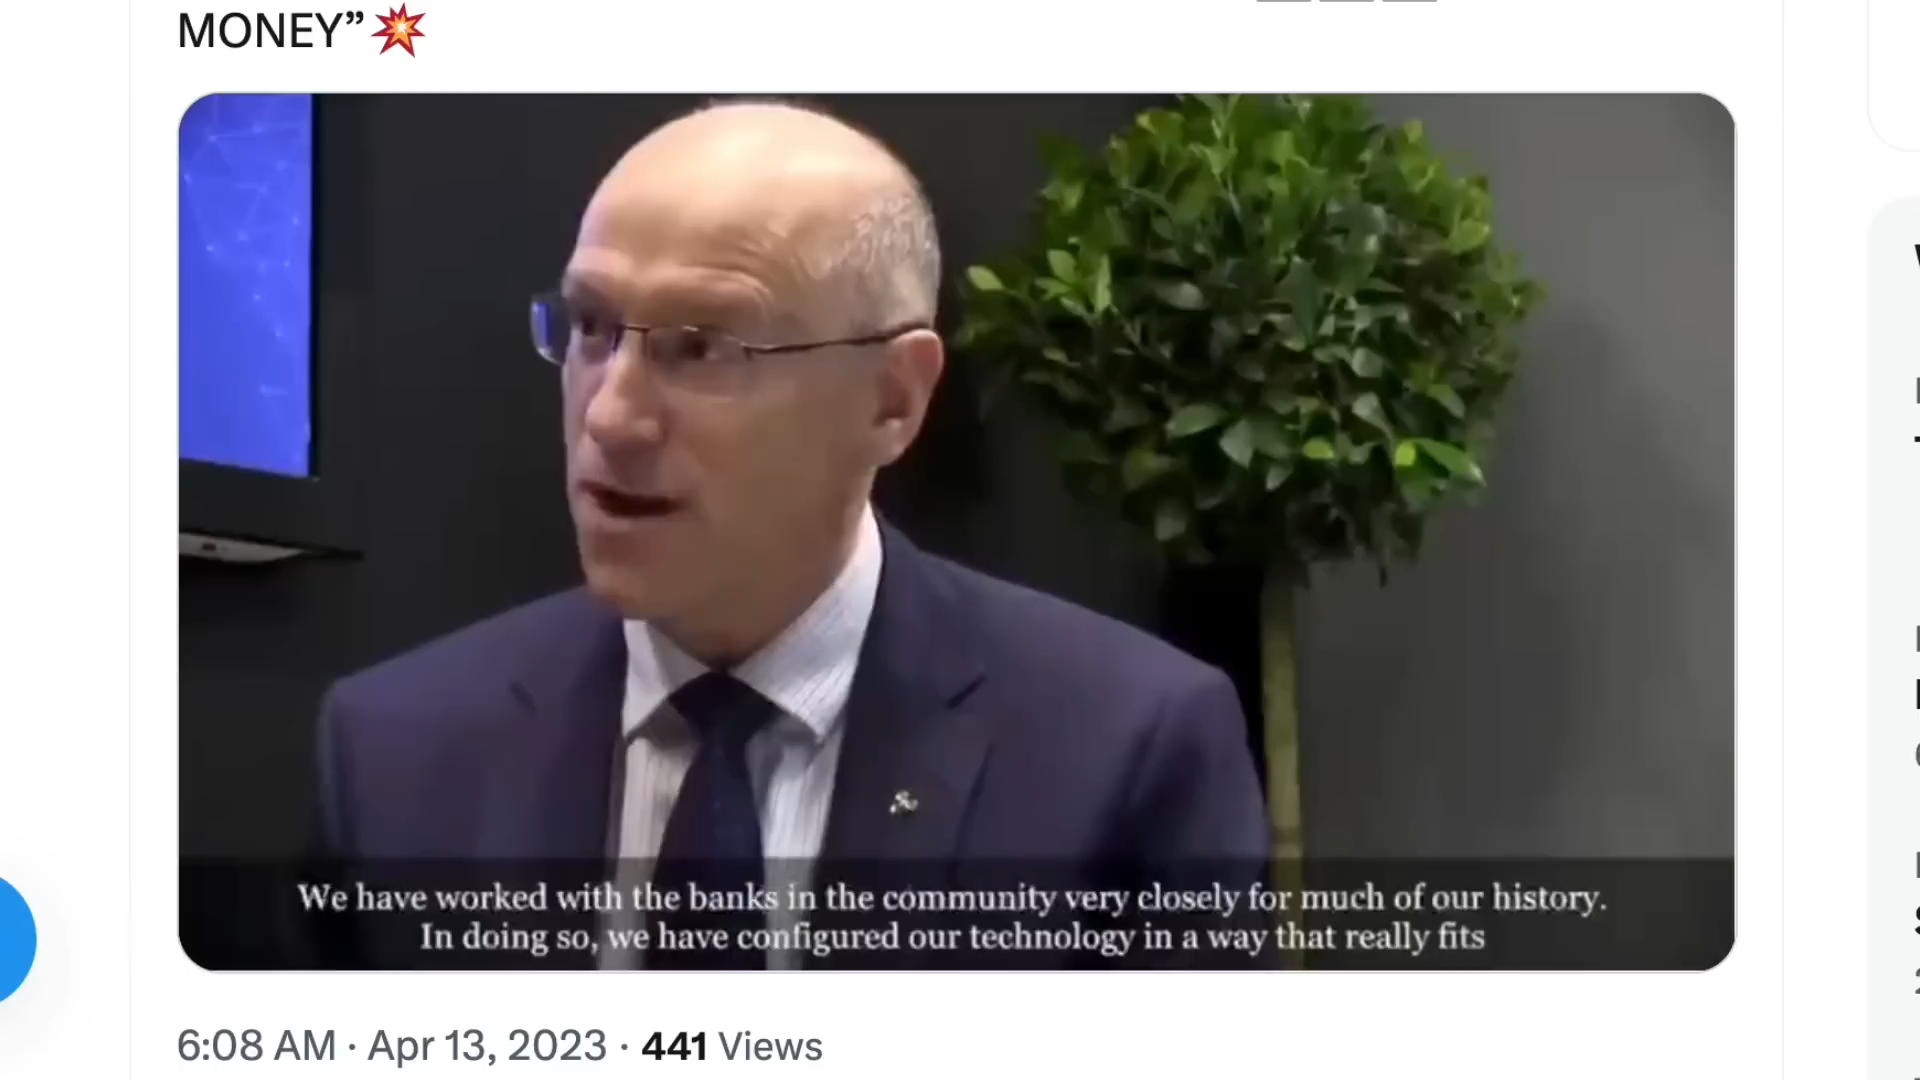 MONEY”💥
We have worked with the banks in the community very closely for much of our history.
In doing so, we have configured our technology in a way that really fits
6:08 AM · Apr 13, 2023 · 441 Views